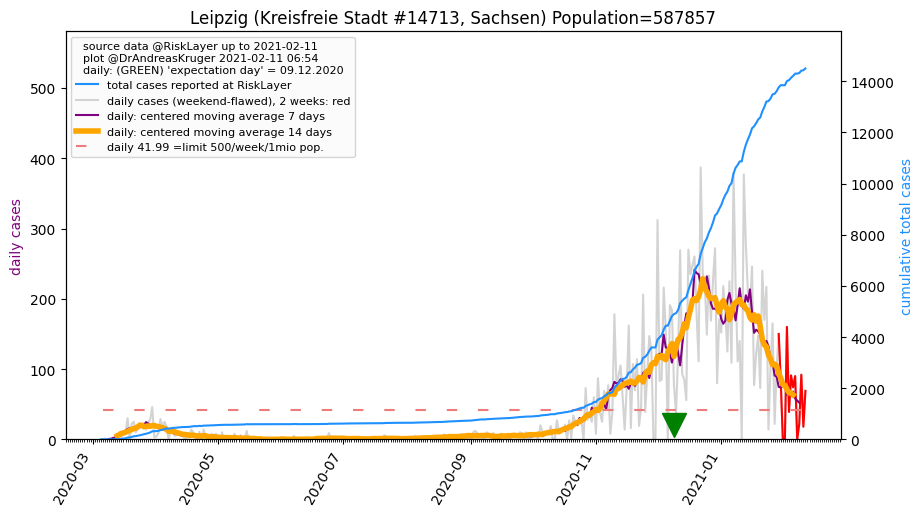 Leipzig (Kreisfreie Stadt #14713, Sachsen) Population=587857
source data @RiskLayer up to 2021-02-11
plot @DrAndreasKruger 2021-02-11 06:54
daily: (GREEN) 'expectation day' = 09.12.2020
total cases reported at RiskLayer
daily cases (weekend-flawed), 2 weeks: red
daily: centered moving average 7 days
daily: centered moving average 14 days
daily 41.99 =limit 500/week/1mio pop.
daily cases
500
400
300
200
100
0
cumulative total cases
14000
12000
10000
8000
6000
4000
2000
0
2020-03
2020-05
2020-07
2020-09
2020-11
2021-01